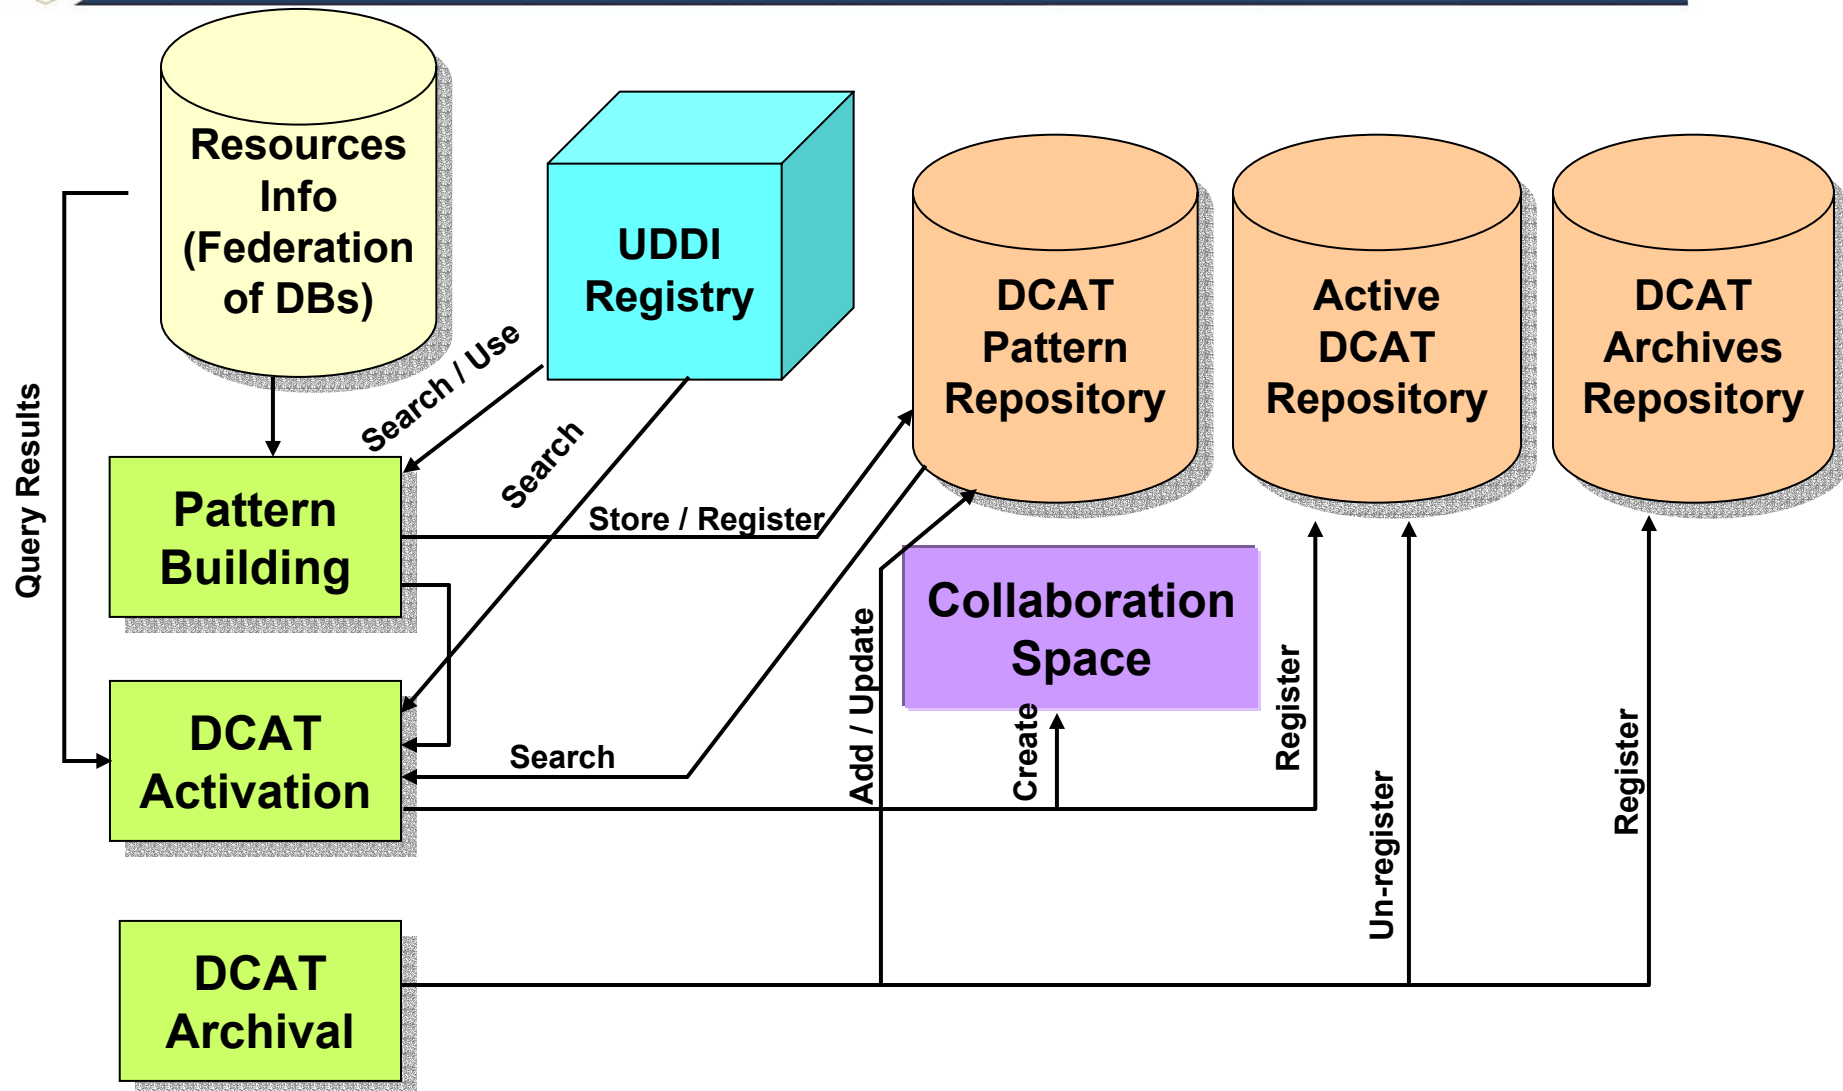 Resources
Info
(Federation
of DBs)
UDDI
Registry
DCAT
Pattern
Repository
Active
DCAT
Repository
DCAT
Archives
Repository
Query Results
Search / Use
Search
Pattern
Building
Store / Register
Collaboration
Space
DCAT
Activation
Search
Add / Update
Create
Register
Un-register
Register
DCAT
Archival